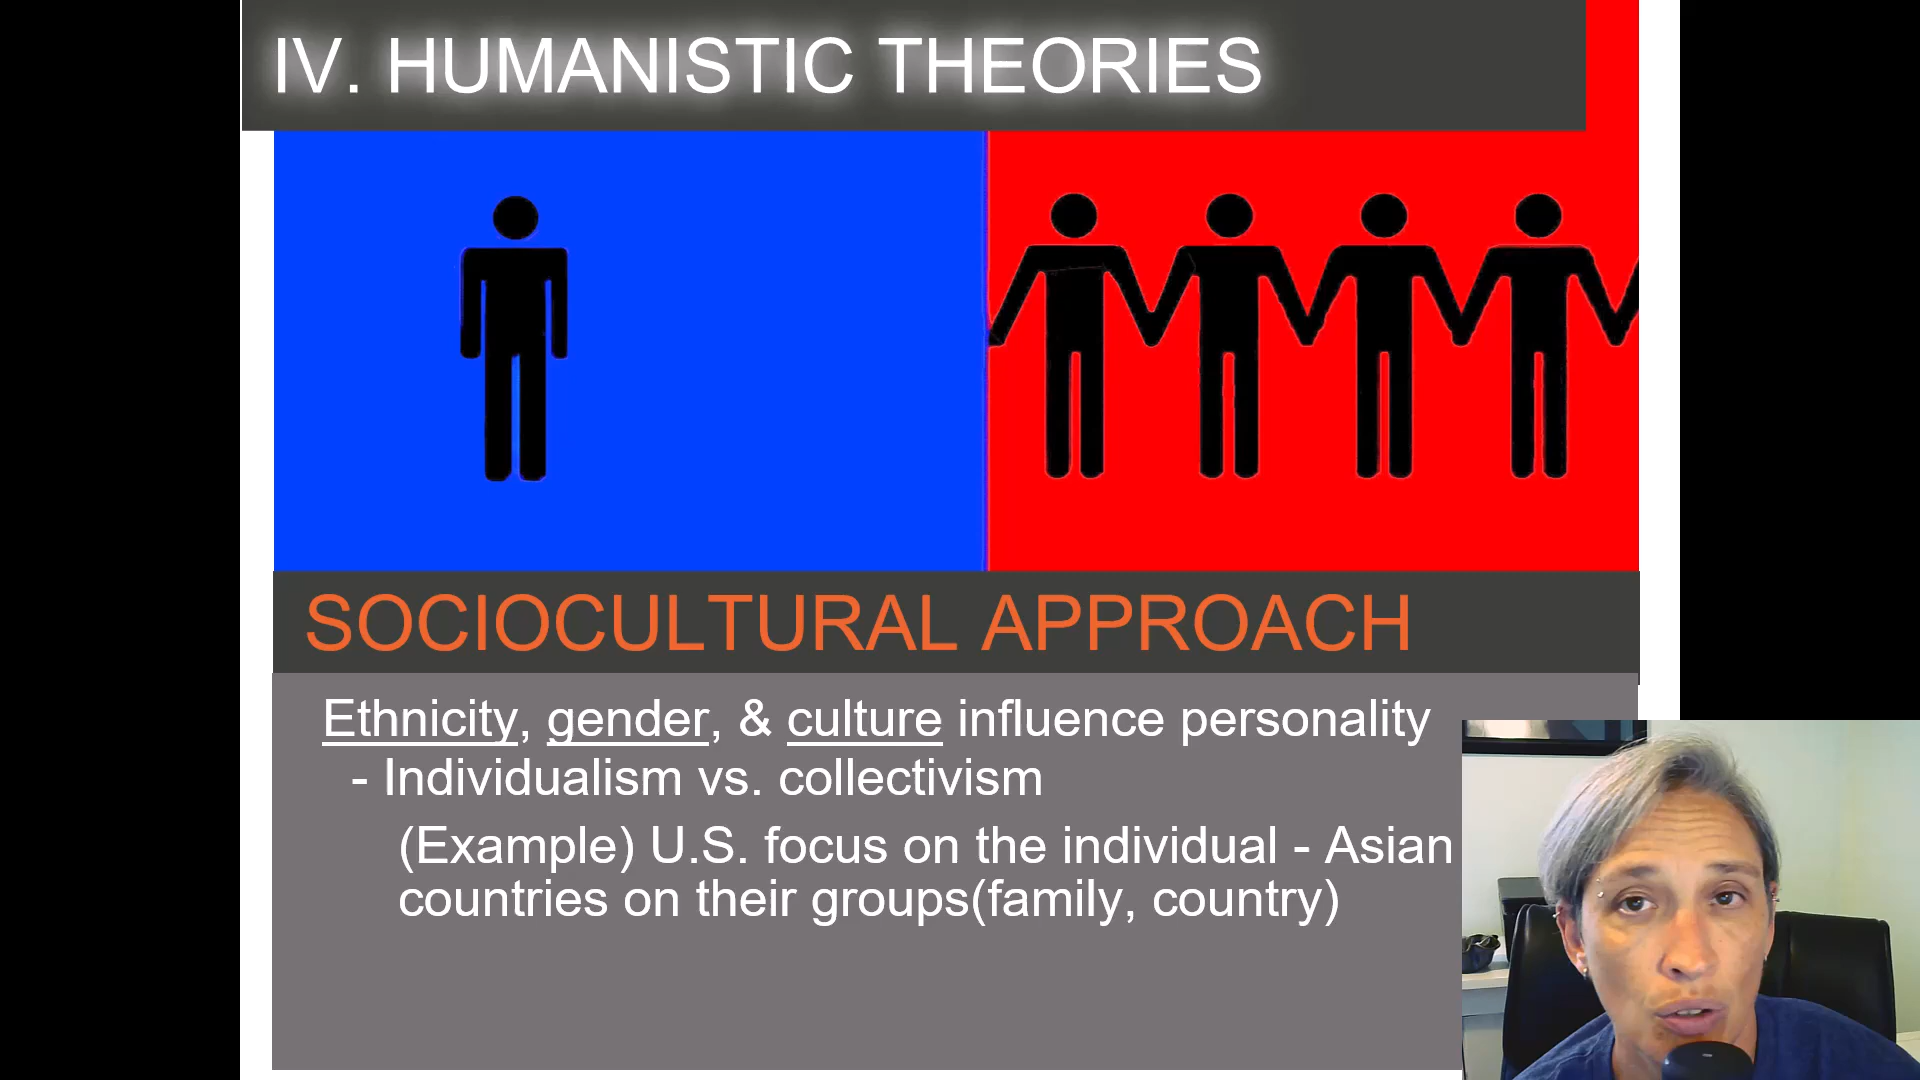 IV. HUMANISTIC THEORIES
SOCIOCULTURAL APPROACH
Ethnicity, gender, & culture influence personality
- Individualism vs. collectivism
(Example) U.S. focus on the individual - Asian
countries on their groups(family, country)